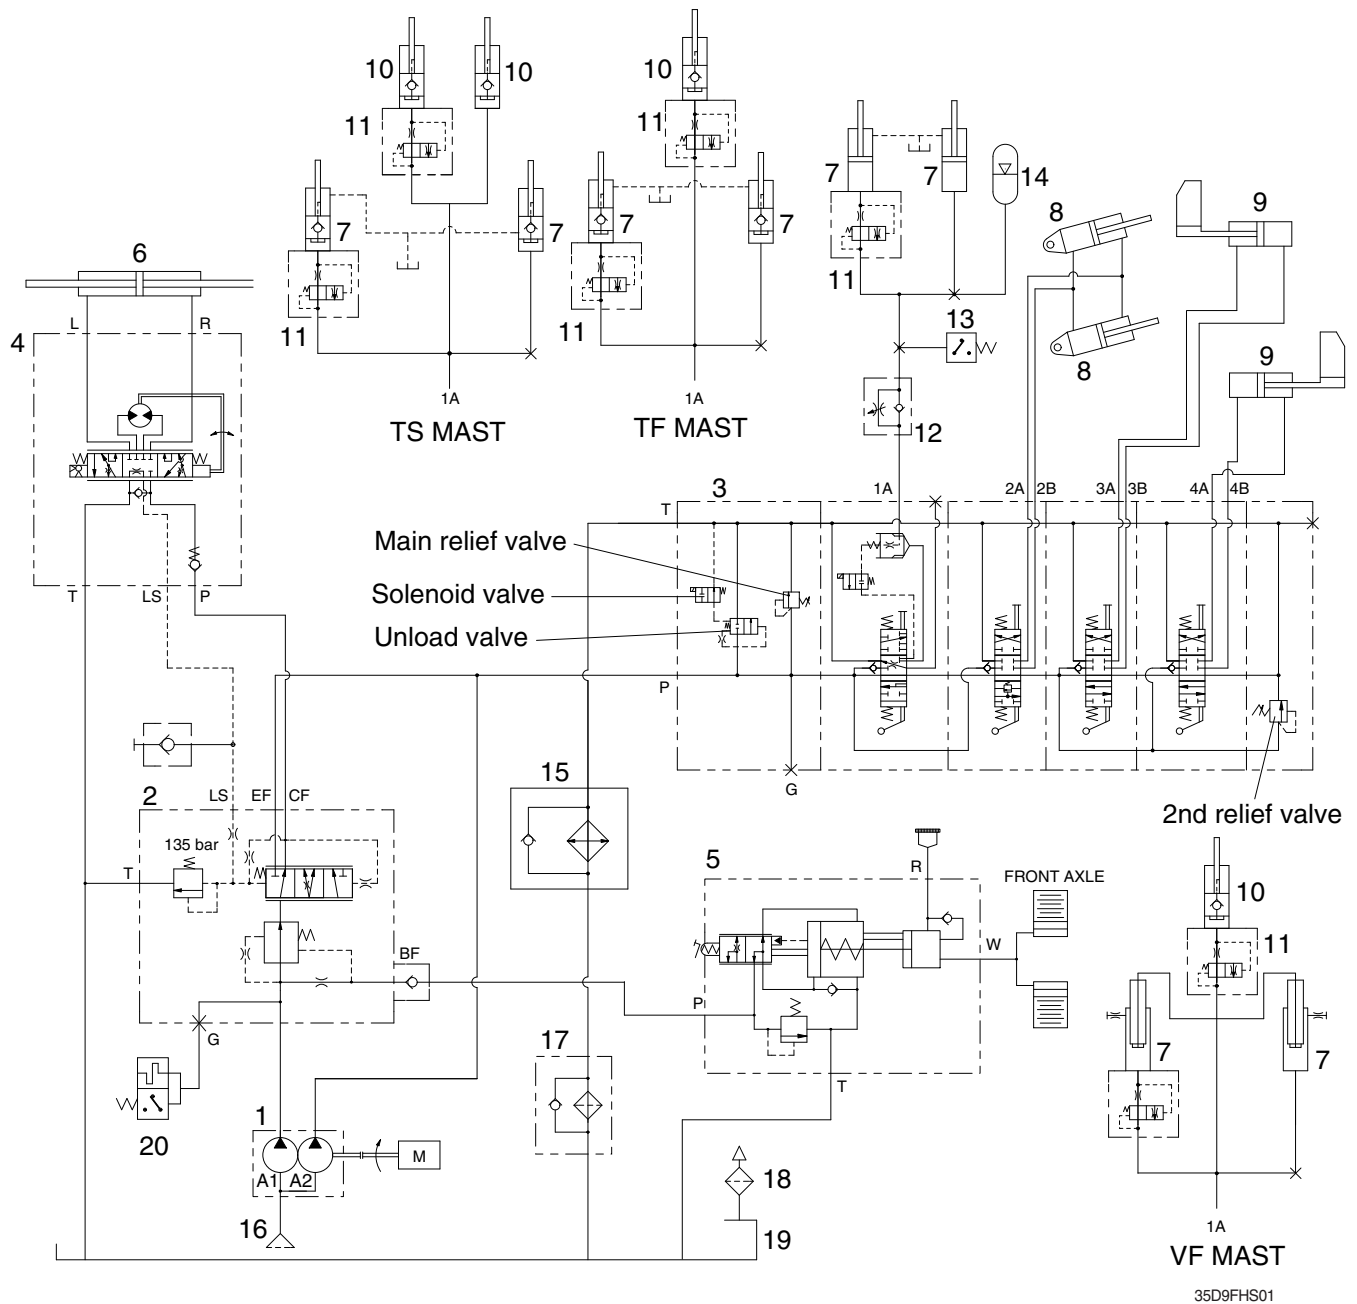 10
10
10
11
11
7
7
14
7
7
7
7
8
9
6
L
R
4
11
11
11
13
8
9
1A
TS MAST
1A
TF MAST
12
3
1A
2A
2B
3A
3B
4A
4B
T
Main relief valve
Solenoid valve
Unload valve
T
LS
P
P
G
2nd relief valve
15
2
LS
EF
CF
135 bar
T
5
R
FRONT AXLE
10
11
W
BF
P
G
17
7
7
T
20
1
A1
A2
M
16
18
19
1A
VF MAST
35D9FHS01